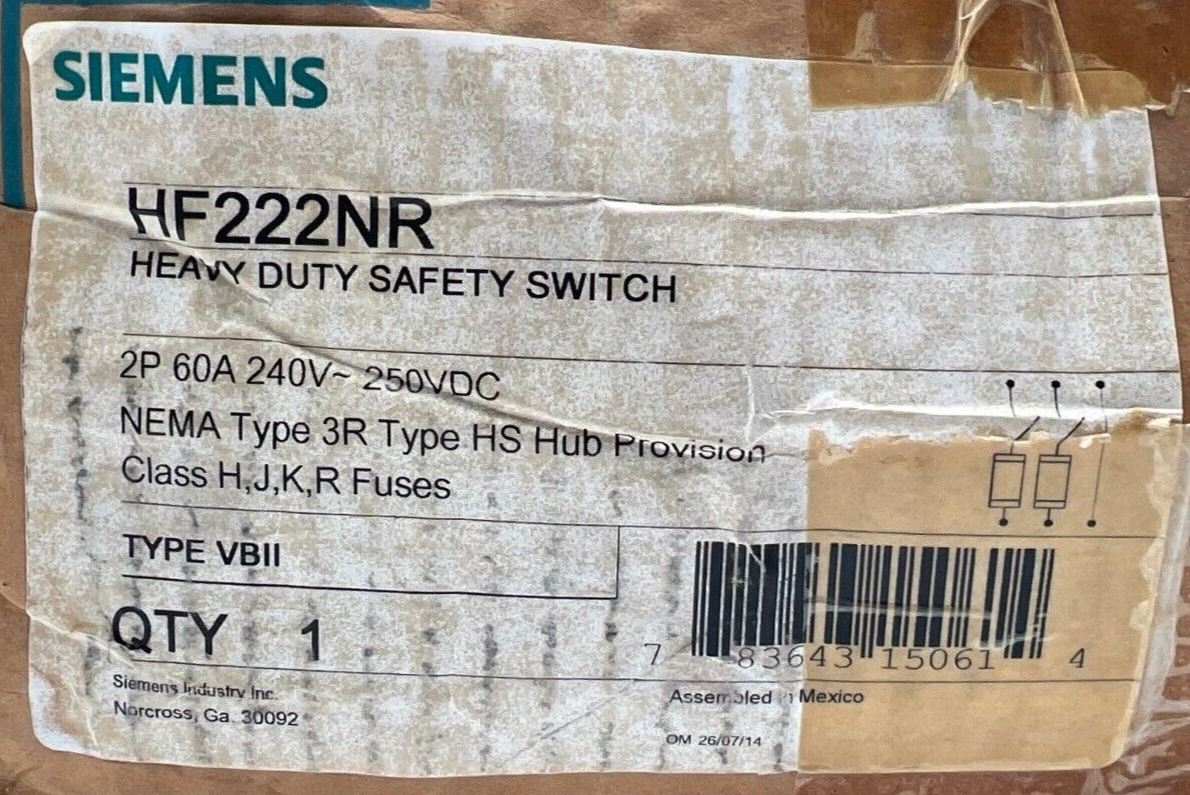 SIEMENS
HF222NR
HEAVY DUTY SAFETY SWITCH
2P 60A 240V~ 250VDC
NEMA Type 3R Type HS Hub Provision
Class H,J,K,R Fuses
TYPE VBII
QTY 1
7 83643 15061 4
Siemens Industry Inc.
Norcross, Ga. 30092
Assembled in Mexico
OM 26/07/14